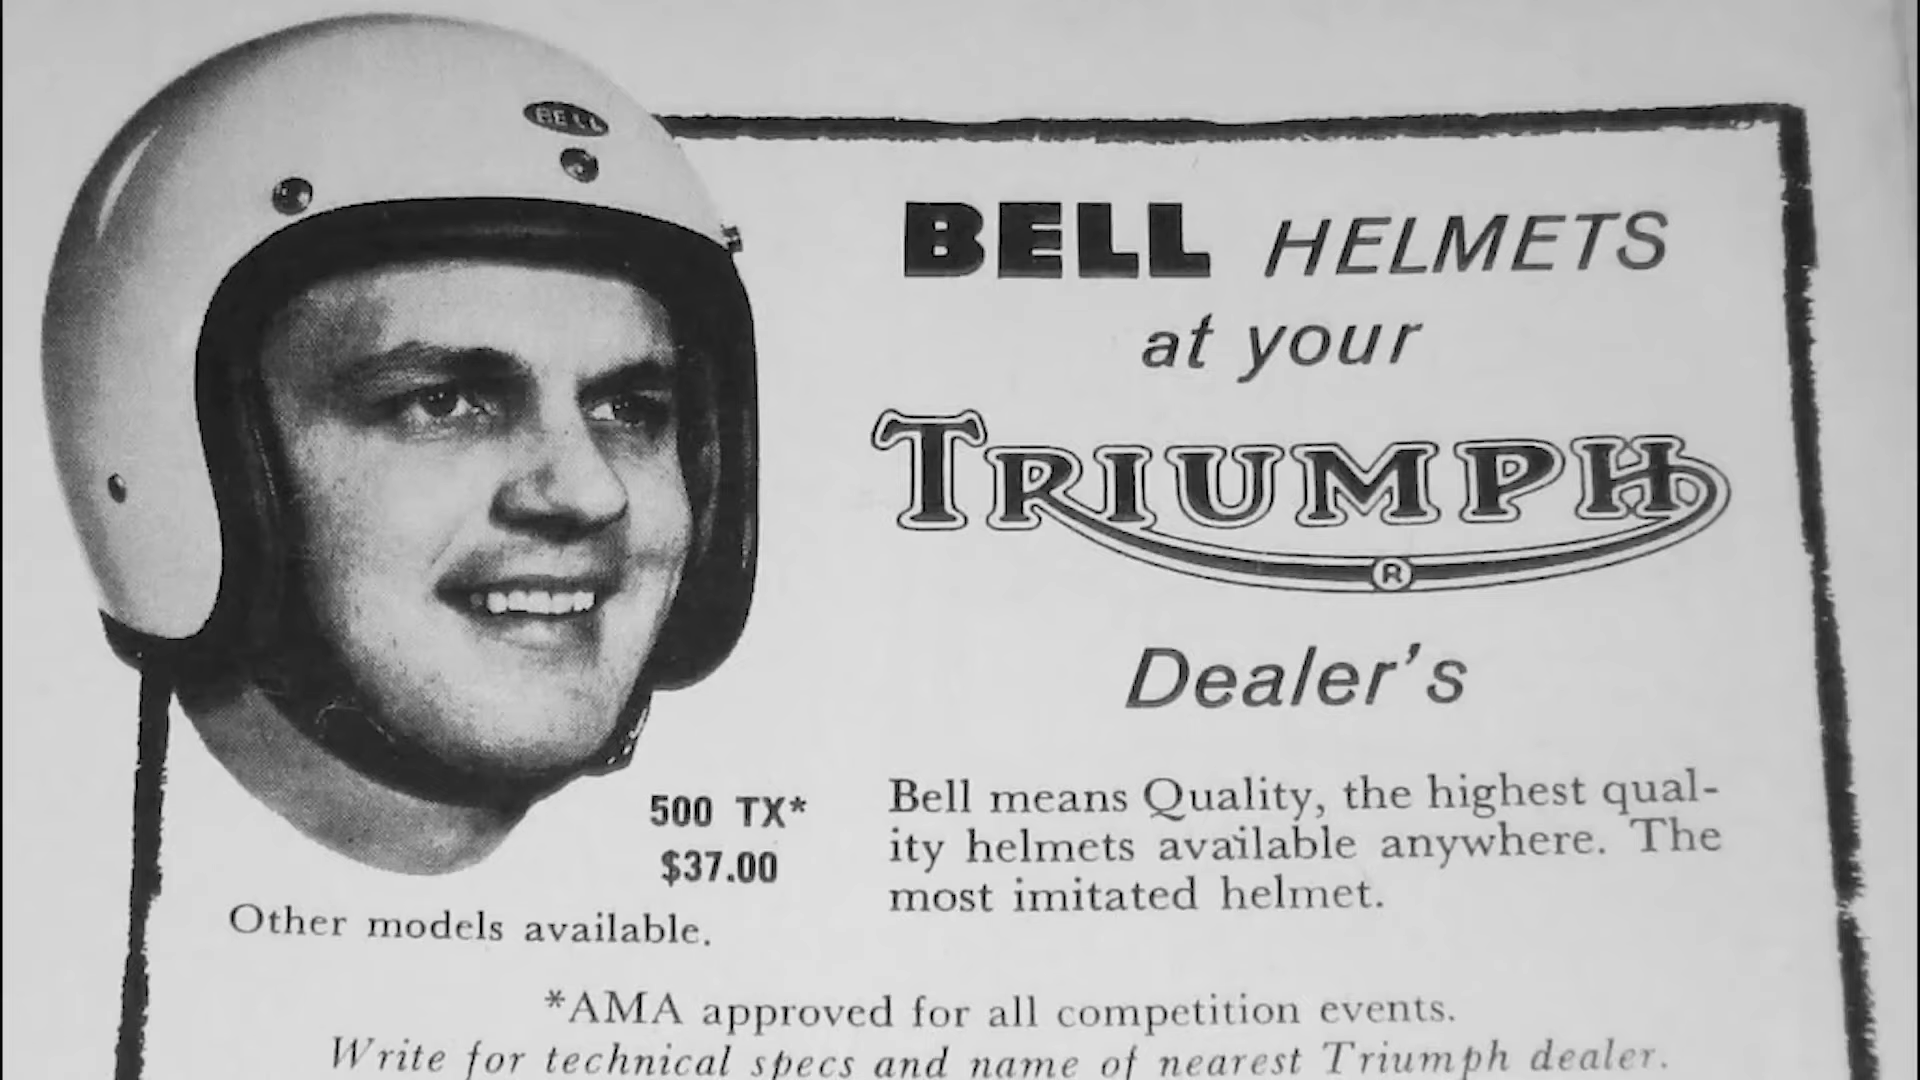 BELL
BELL HELMETS
at your
TRIUMPH
®
Dealer's
500 TX*
$37.00
Other models available.
Bell means Quality, the highest qual-
ity helmets available anywhere. The
most imitated helmet.
*AMA approved for all competition events.
Write for technical specs and name of nearest Triumph dealer.